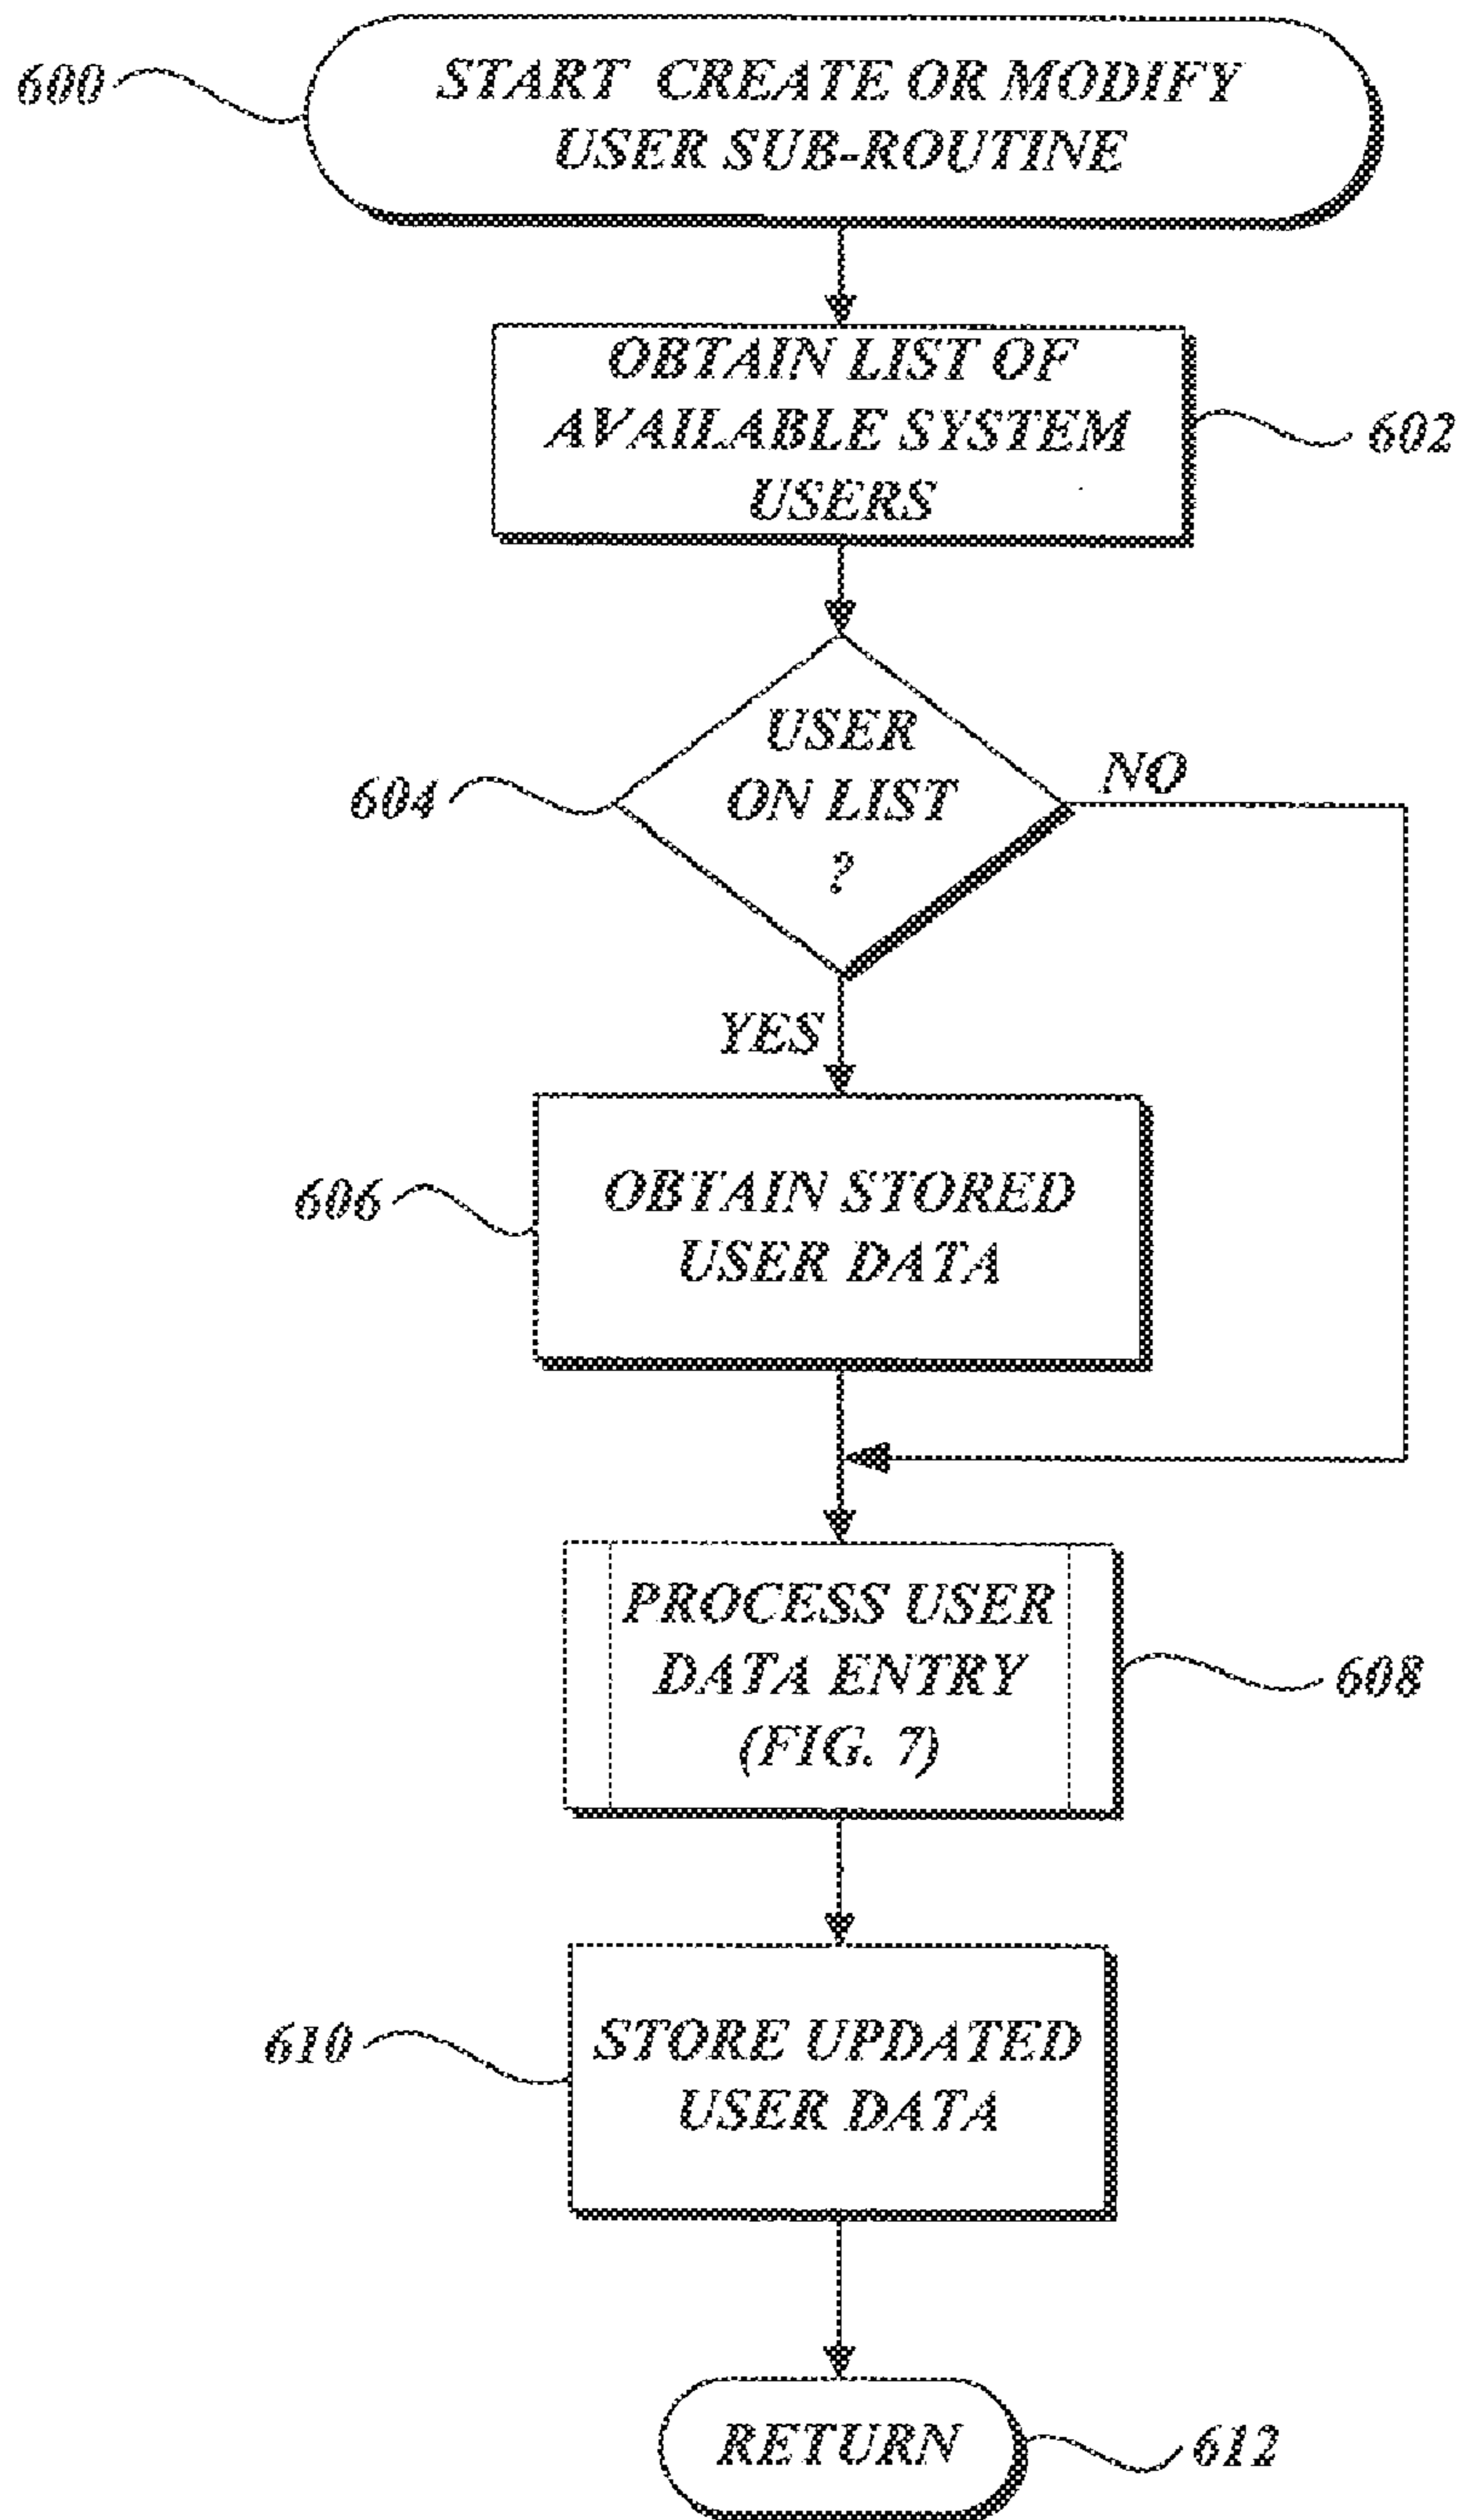 600
START CREATE OR MODIFY
USER SUB-ROUTINE
OBTAIN LIST OF
AVAILABLE SYSTEM
USERS
602
USER
ON LIST
?
604
NO
YES
606
OBTAIN STORED
USER DATA
PROCESS USER
DATA ENTRY
(FIG. 7)
608
610
STORE UPDATED
USER DATA
RETURN
612